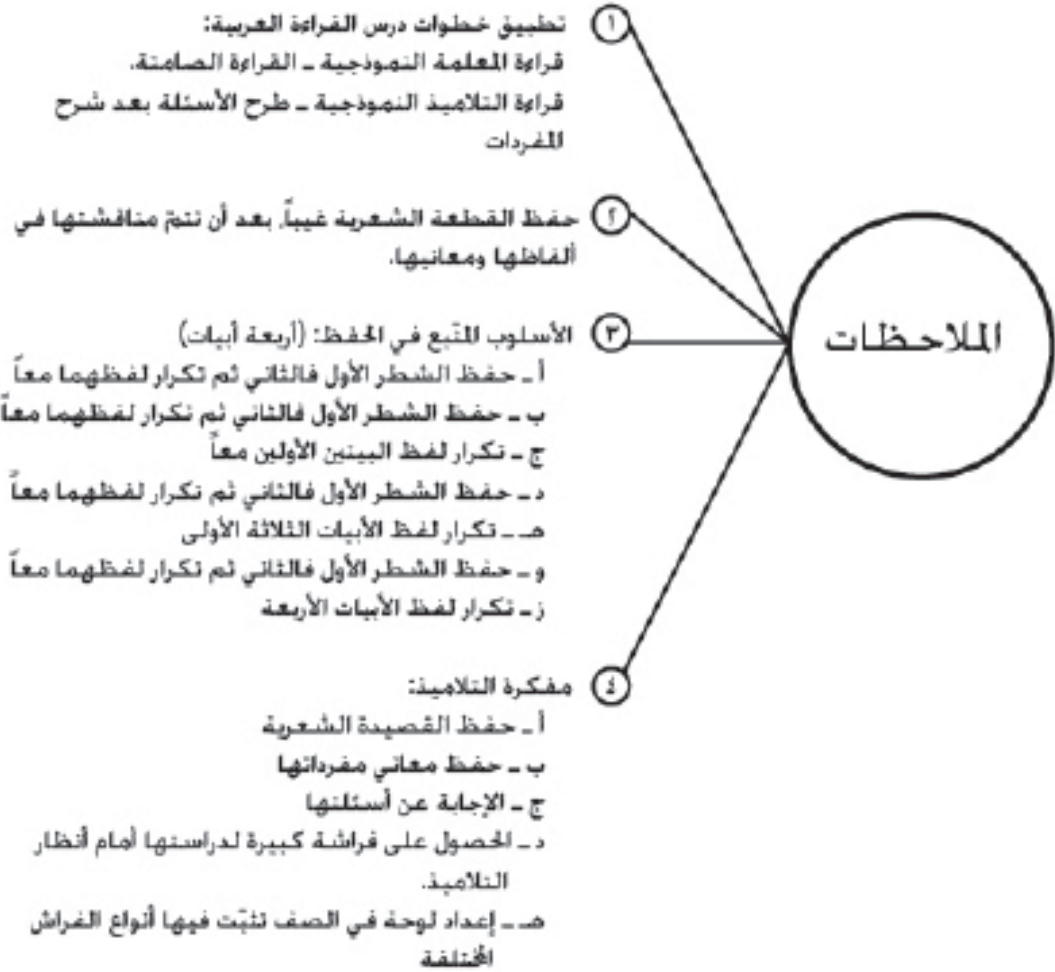 الملاحظات
١ تطبيق خطوات درس القراءة العربية:
قراءة المعلمة النموذجية ـ القراءة الصامتة.
قراءة التلاميذ النموذجية ـ طرح الأسئلة بعد شرح
المفردات
٢ حفظ القطعة الشعرية غيباً، بعد أن تتمّ مناقشتها في
ألفاظها ومعانيها.
٣ الأسلوب المتّبع في الحفظ: (أربعة أبيات)
أ ـ حفظ الشطر الأول فالثاني ثم تكرار لفظهما معاً
ب ـ حفظ الشطر الأول فالثاني ثم تكرار لفظهما معاً
ج ـ تكرار لفظ البيتين الأولين معاً
د ـ حفظ الشطر الأول فالثاني ثم تكرار لفظهما معاً
هـ ـ تكرار لفظ الأبيات الثلاثة الأولى
و ـ حفظ الشطر الأول فالثاني ثم تكرار لفظهما معاً
ز ـ تكرار لفظ الأبيات الأربعة
٤ مفكرة التلاميذ:
أ ـ حفظ القصيدة الشعرية
ب ـ حفظ معاني مفرداتها
ج ـ الإجابة عن أسئلتها
د ـ الحصول على فراشة كبيرة لدراستها أمام أنظار
التلاميذ.
هـ ـ إعداد لوحة في الصف تثبّت فيها أنواع الفراش
المختلفة